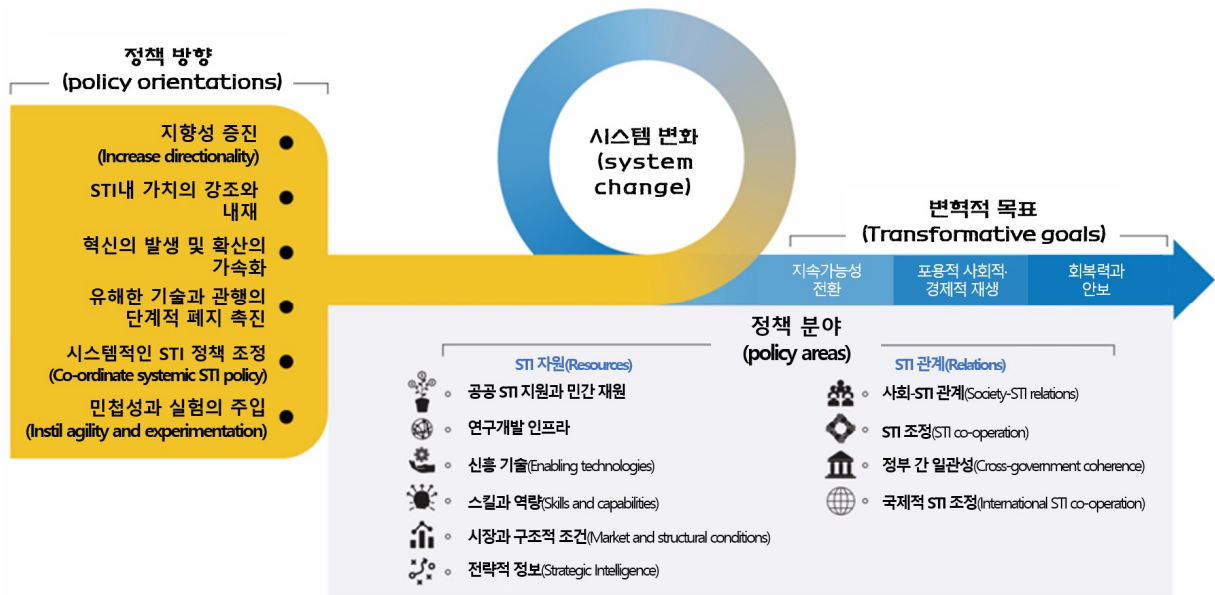 정책 방향
(policy orientations)
지향성 증진
(Increase directionality)
STI내 가치의 강조와
내재
혁신의 발생 및 확산의
가속화
유해한 기술과 관행의
단계적 폐지 촉진
시스템적인 STI 정책 조정
(Co-ordinate systemic STI policy)
민첩성과 실험의 주입
(Instil agility and experimentation)
시스템 변화
(system
change)
변혁적 목표
(Transformative goals)
지속가능성
전환
포용적 사회적·
경제적 재생
회복력과
안보
정책 분야
(policy areas)
STI 자원(Resources)
공공 STI 지원과 민간 재원
연구개발 인프라
신흥 기술(Enabling technologies)
스킬과 역량(Skills and capabilities)
시장과 구조적 조건(Market and structural conditions)
전략적 정보(Strategic Intelligence)
STI 관계(Relations)
사회-STI 관계(Society-STI relations)
STI 조정(STI co-operation)
정부 간 일관성(Cross-government coherence)
국제적 STI 조정(International STI co-operation)